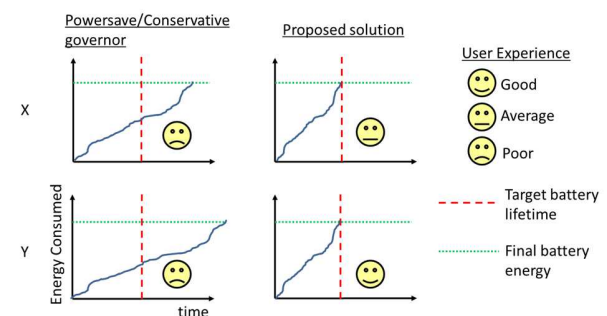 Powersave/Conservative
governor
Proposed solution
User Experience
Good
Average
Poor
X
Y
Energy Consumed
time
Target battery
lifetime
Final battery
energy